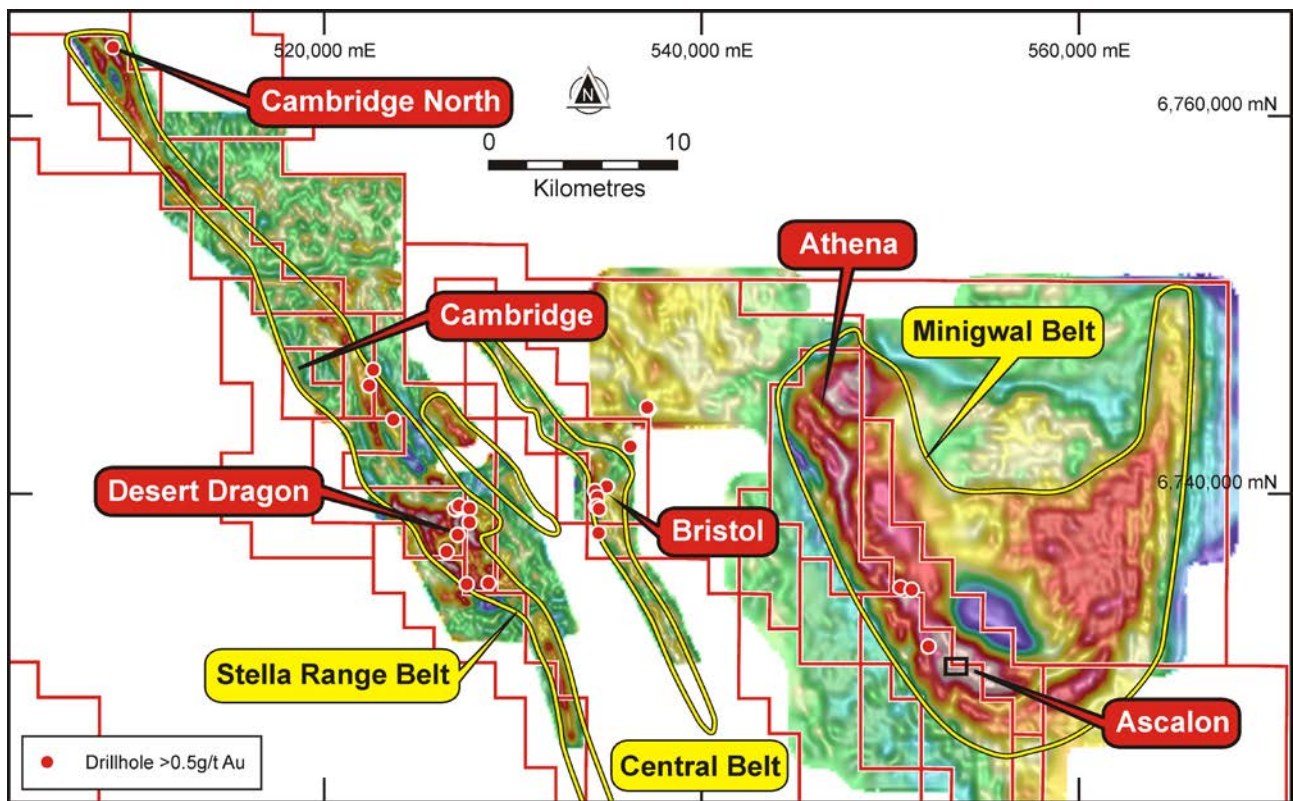 520,000 mE
540,000 mE
560,000 mE
Cambridge North
N
6,760,000 mN
0 10
Kilometres
Athena
Cambridge
Minigwal Belt
Desert Dragon
6,740,000 mN
Bristol
Stella Range Belt
Ascalon
Central Belt
Drillhole >0.5g/t Au